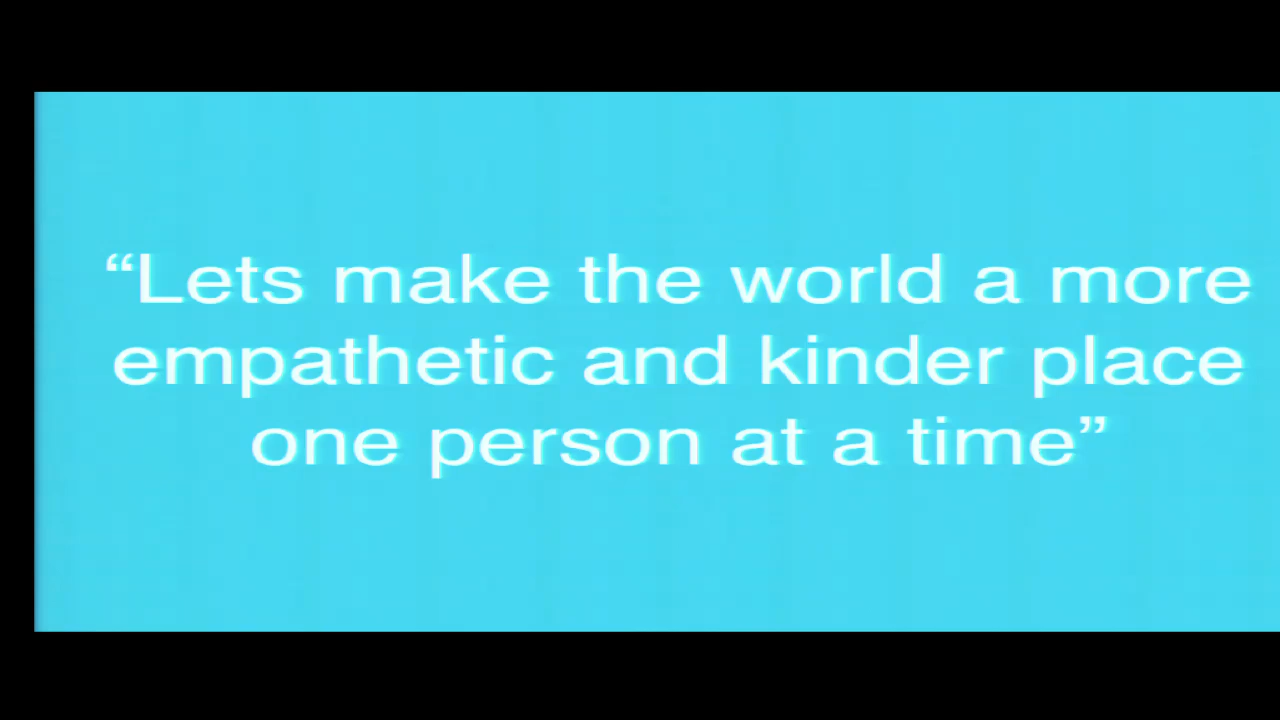 “Lets make the world a more
empathetic and kinder place
one person at a time”